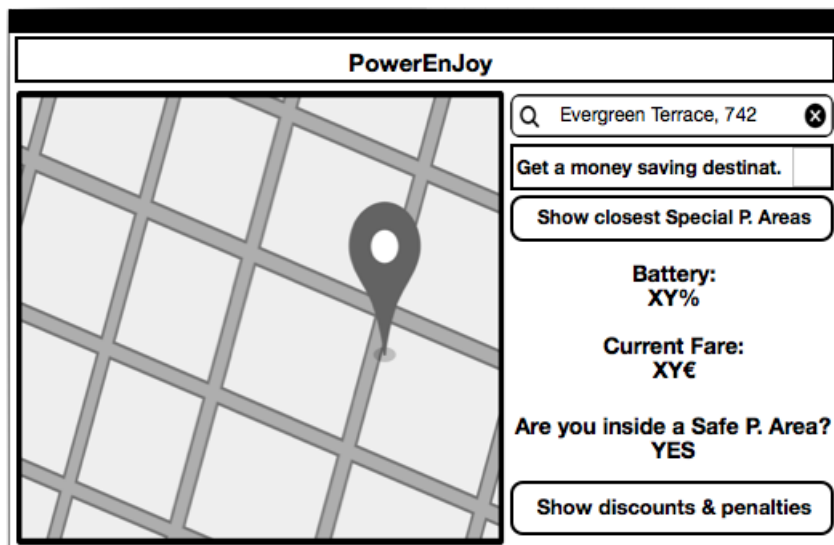 PowerEnJoy
Evergreen Terrace, 742
Get a money saving destinat.
Show closest Special P. Areas
Battery:
XY%
Current Fare:
XY€
Are you inside a Safe P. Area?
YES
Show discounts & penalties